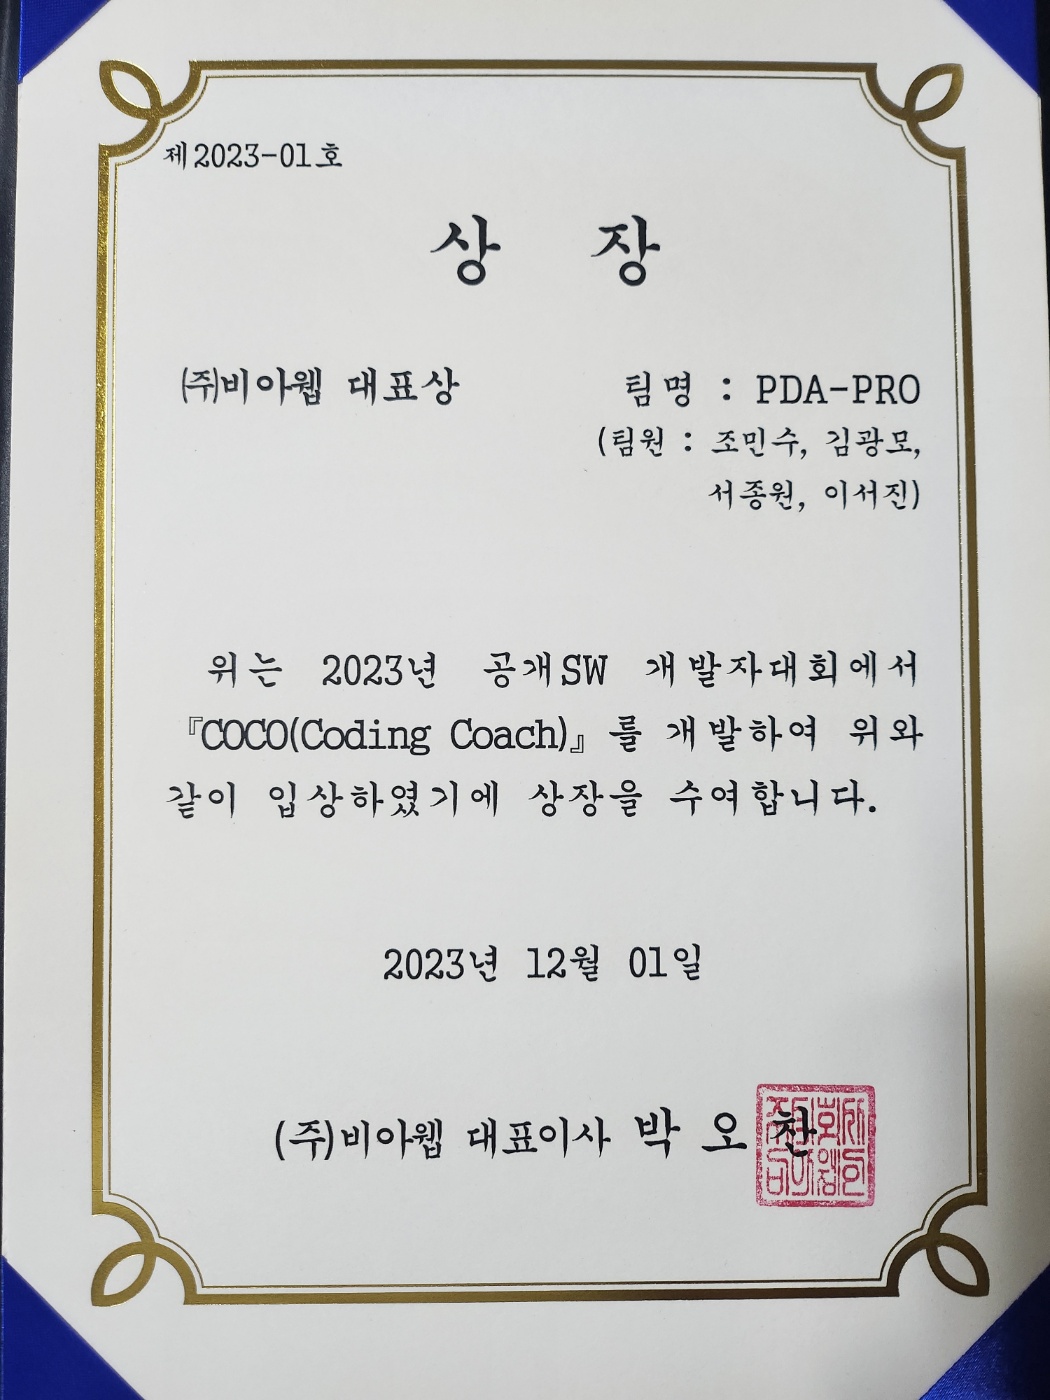 제2023-01호
상 장
㈜비아웹 대표상
팀명 : PDA-PRO
(팀원 : 조민수, 김광모,
서종원, 이서진)
위는 2023년 공개SW 개발자대회에서
『COCO(Coding Coach)』를 개발하여 위와
같이 입상하였기에 상장을 수여합니다.
2023년 12월 01일
(주)비아웹 대표이사 박 오 찬